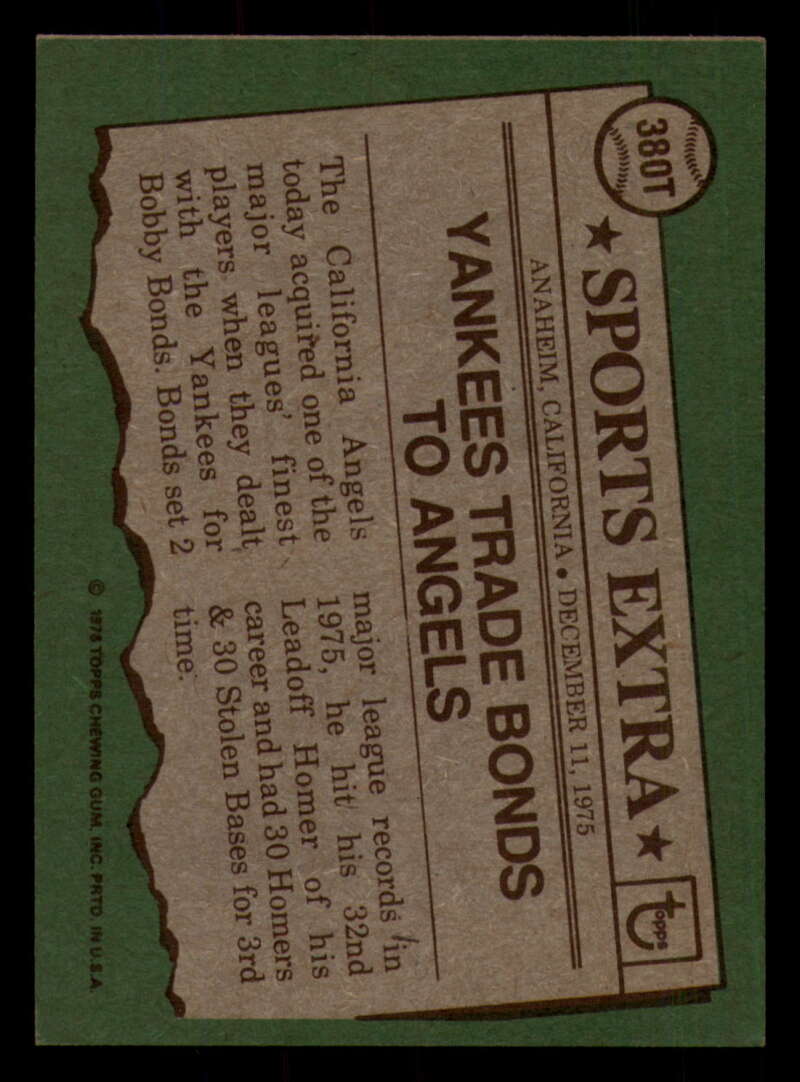 380T
★ SPORTS EXTRA ★
topps
ANAHEIM, CALIFORNIA • DECEMBER 11, 1975
YANKEES TRADE BONDS
TO ANGELS
The California Angels
today acquired one of the
major leagues' finest
players when they dealt
with the Yankees for
Bobby Bonds. Bonds set 2
major league records in
1975, he hit his 32nd
Leadoff Homer of his
career and had 30 Homers
& 30 Stolen Bases for 3rd
time.
© 1976 TOPPS CHEWING GUM, INC. PRTD. IN U.S.A.